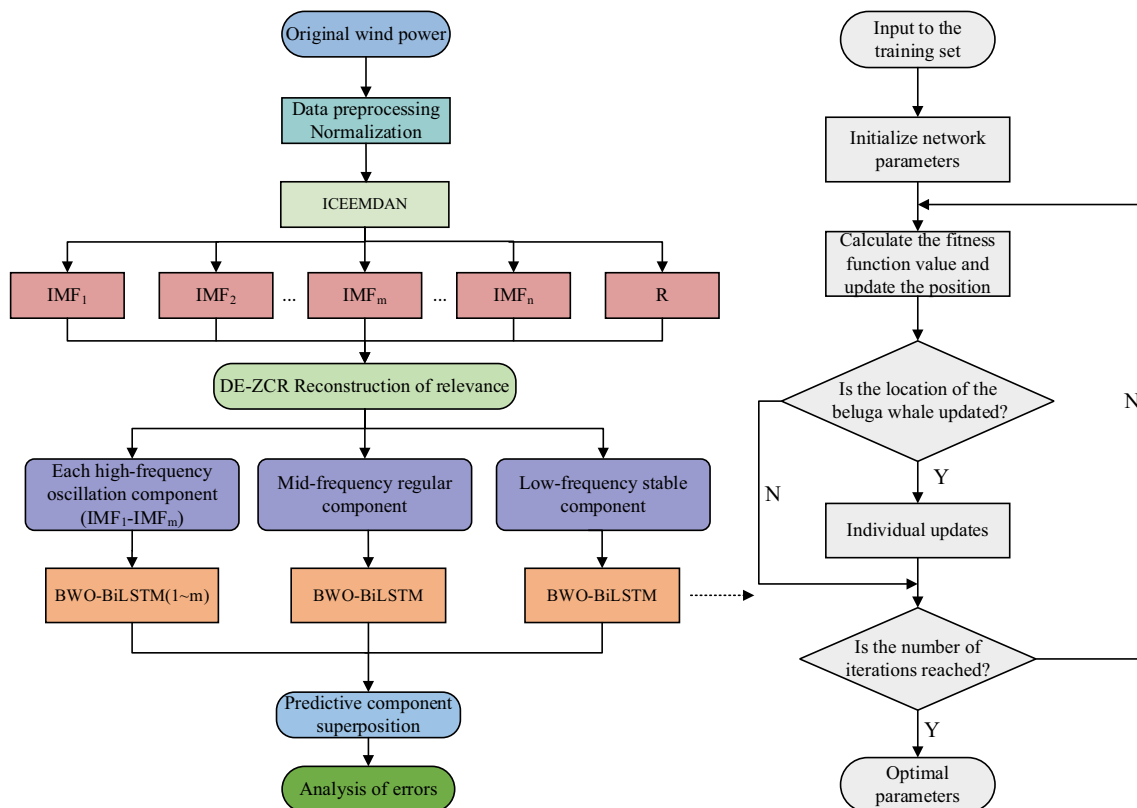 Original wind power
Data preprocessing
Normalization
ICEEMDAN
IMF₁
IMF₂
...
IMFₘ
...
IMFₙ
R
DE-ZCR Reconstruction of relevance
Each high-frequency
oscillation component
(IMF₁-IMFₘ)
Mid-frequency regular
component
Low-frequency stable
component
BWO-BiLSTM(1~m)
BWO-BiLSTM
BWO-BiLSTM
Predictive component
superposition
Analysis of errors
Input to the
training set
Initialize network
parameters
Calculate the fitness
function value and
update the position
Is the location of the
beluga whale updated?
N
Y
N
Individual updates
Is the number of
iterations reached?
Y
Optimal
parameters